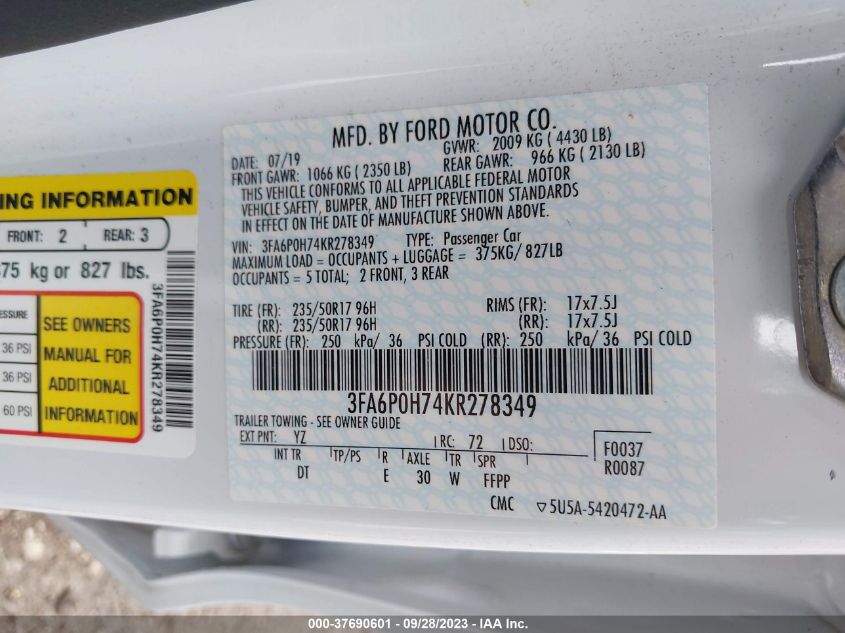 MFD. BY FORD MOTOR CO.
DATE: 07/19 GVWR: 2009 KG ( 4430 LB)
FRONT GAWR: 1066 KG ( 2350 LB) REAR GAWR: 966 KG ( 2130 LB)
THIS VEHICLE CONFORMS TO ALL APPLICABLE FEDERAL MOTOR
VEHICLE SAFETY, BUMPER, AND THEFT PREVENTION STANDARDS
IN EFFECT ON THE DATE OF MANUFACTURE SHOWN ABOVE.
VIN: 3FA6P0H74KR278349 TYPE: Passenger Car
MAXIMUM LOAD = OCCUPANTS + LUGGAGE = 375KG/ 827LB
OCCUPANTS = 5 TOTAL; 2 FRONT, 3 REAR
TIRE (FR): 235/50R17 96H RIMS (FR): 17x7.5J
(RR): 235/50R17 96H (RR): 17x7.5J
PRESSURE (FR): 250 kPa/ 36 PSI COLD (RR): 250 kPa/ 36 PSI COLD
3FA6P0H74KR278349
TRAILER TOWING - SEE OWNER GUIDE
EXT PNT: YZ RC: 72 DSO: F0037
R0087
INT TR TP/PS R AXLE TR SPR
DT E 30 W FFPP
CMC ▽5U5A-5420472-AA
ING INFORMATION
FRONT: 2 REAR: 3
375 kg or 827 lbs.
ESSURE
36 PSI
36 PSI
60 PSI
SEE OWNERS
MANUAL FOR
ADDITIONAL
INFORMATION
3FA6P0H74KR278349
000-37690601 / 09/28/2023 / IAA Inc.